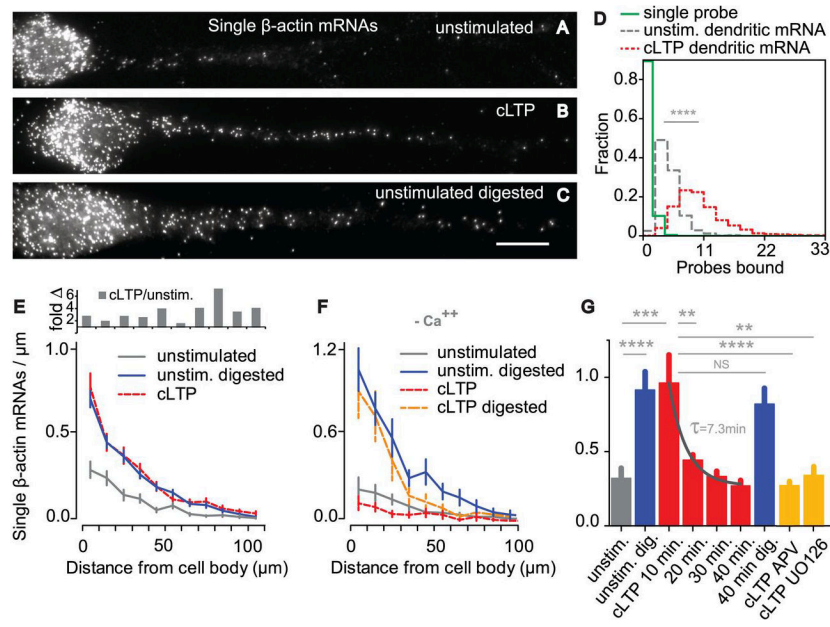 Single β-actin mRNAs
unstimulated
A
cLTP
B
unstimulated digested
C
D
single probe
unstim. dendritic mRNA
cLTP dendritic mRNA
Fraction
0.8
0.6
0.4
0.2
0
****
0
11
22
33
Probes bound
E
fold Δ
6
4
2
cLTP/unstim.
Single β-actin mRNAs / μm
1.0
0.5
0.0
unstimulated
unstim. digested
cLTP
0
50
100
Distance from cell body (μm)
F
- Ca++
1.2
0.6
0.0
unstimulated
unstim. digested
cLTP
cLTP digested
0
50
100
Distance from cell body (μm)
G
***
**
**
****
****
NS
τ=7.3min
1.0
0.5
0.0
unstim.
unstim. dig.
cLTP 10 min.
20 min.
30 min.
40 min.
40 min dig.
cLTP APV
cLTP UO126